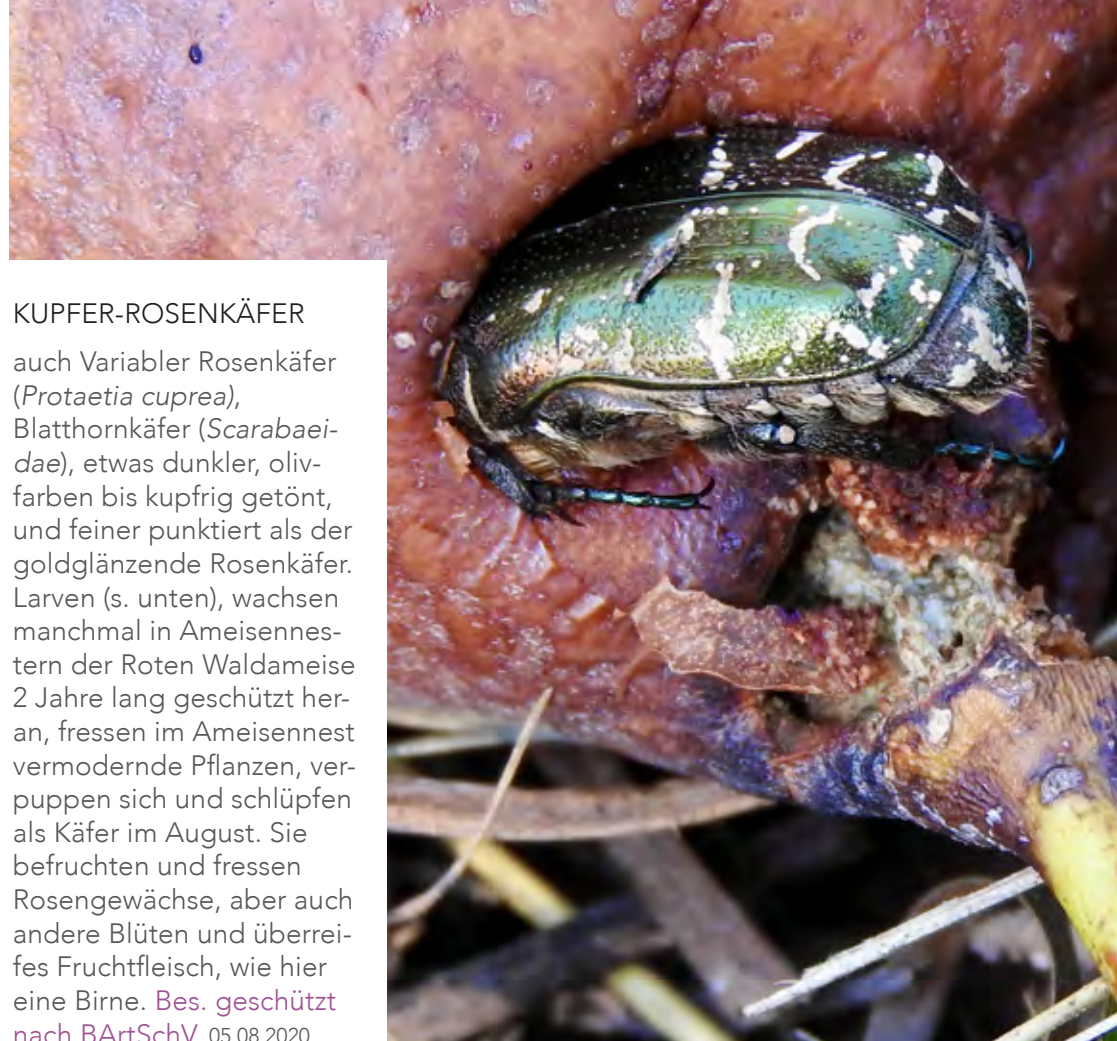 KUPFER-ROSENKÄFER
auch Variabler Rosenkäfer
(Protaetia cuprea),
Blatthornkäfer (Scarabaei-
dae), etwas dunkler, oliv-
farben bis kupfrig getönt,
und feiner punktiert als der
goldglänzende Rosenkäfer.
Larven (s. unten), wachsen
manchmal in Ameisennes-
tern der Roten Waldameise
2 Jahre lang geschützt her-
an, fressen im Ameisennest
vermodernde Pflanzen, ver-
puppen sich und schlüpfen
als Käfer im August. Sie
befruchten und fressen
Rosengewächse, aber auch
andere Blüten und überrei-
fes Fruchtfleisch, wie hier
eine Birne. Bes. geschützt
nach BArtSchV 05.08.2020